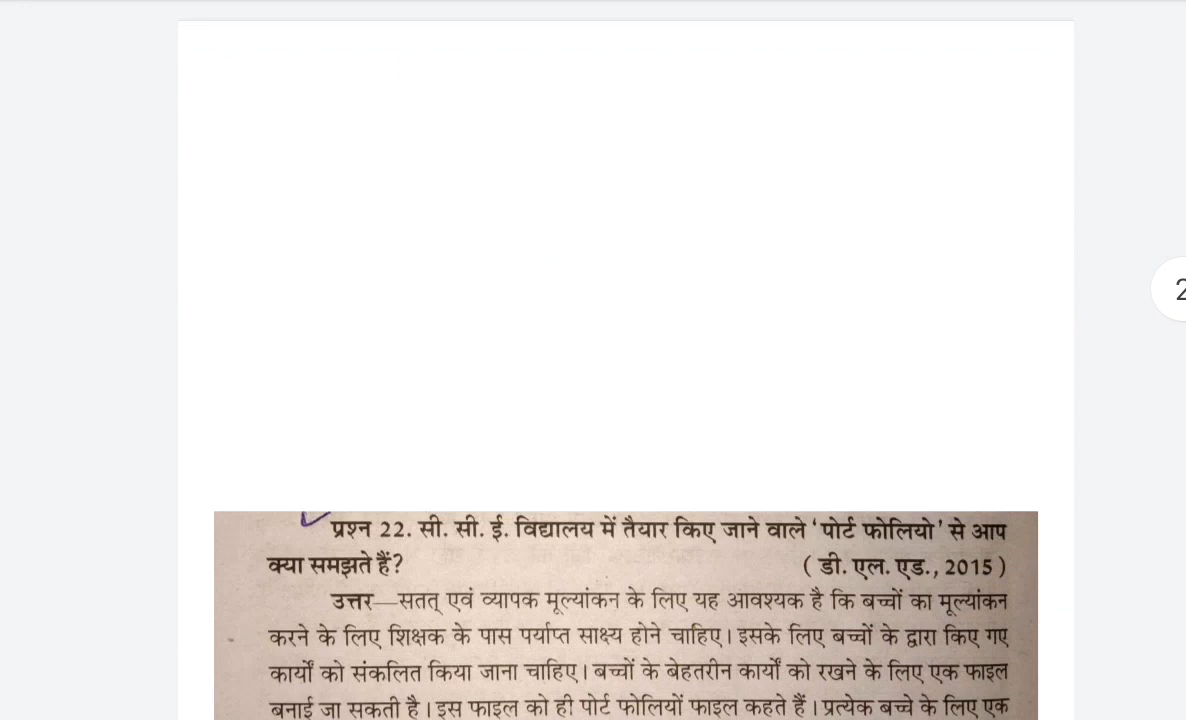 2
प्रश्न 22. सी. सी. ई. विद्यालय में तैयार किए जाने वाले 'पोर्ट फोलियो' से आप
क्या समझते हैं? ( डी. एल. एड., 2015 )
उत्तर—सतत् एवं व्यापक मूल्यांकन के लिए यह आवश्यक है कि बच्चों का मूल्यांकन
करने के लिए शिक्षक के पास पर्याप्त साक्ष्य होने चाहिए। इसके लिए बच्चों के द्वारा किए गए
कार्यों को संकलित किया जाना चाहिए। बच्चों के बेहतरीन कार्यों को रखने के लिए एक फाइल
बनाई जा सकती है। इस फाइल को ही पोर्ट फोलियों फाइल कहते हैं। प्रत्येक बच्चे के लिए एक